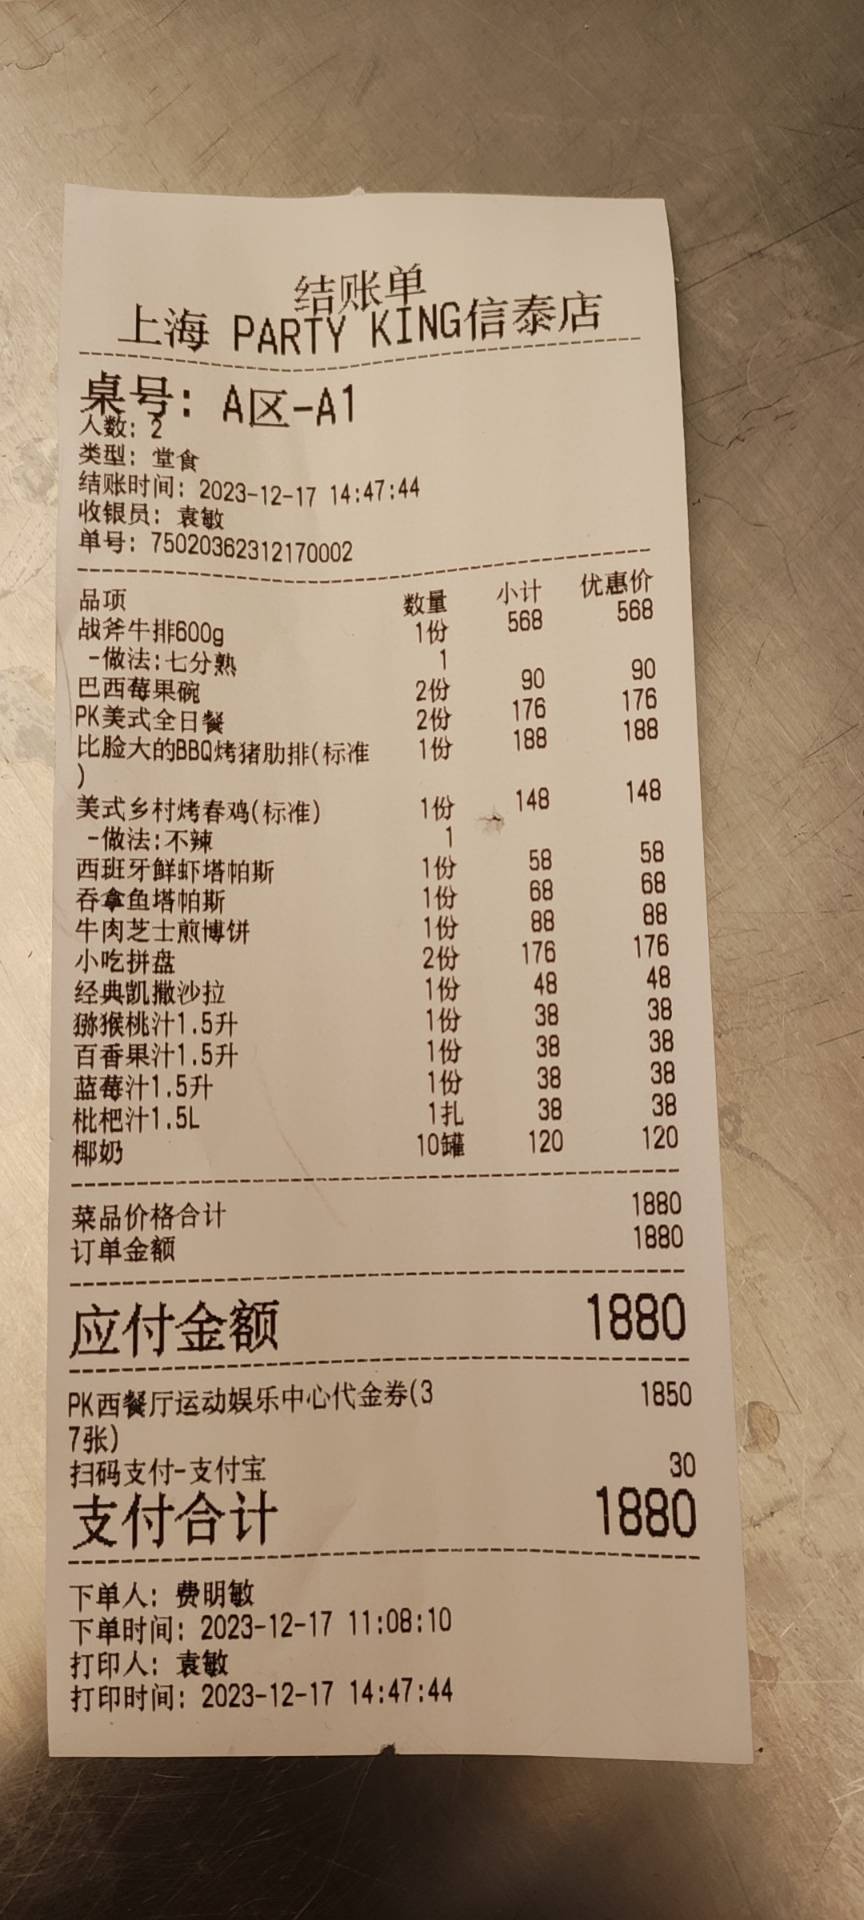 结账单
上海 PARTY KING信泰店
桌号: A区-A1
人数: 2
类型: 堂食
结账时间: 2023-12-17 14:47:44
收银员: 袁敏
单号: 75020362312170002
品项 数量 小计 优惠价
战斧牛排600g 1份 568 568
-做法:七分熟 1
巴西莓果碗 2份 90 90
PK美式全日餐 2份 176 176
比脸大的BBQ烤猪肋排(标准 1份 188 188
)
美式乡村烤春鸡(标准) 1份 148 148
-做法:不辣 1
西班牙鲜虾塔帕斯 1份 58 58
吞拿鱼塔帕斯 1份 68 68
牛肉芝士煎博饼 1份 88 88
小吃拼盘 2份 176 176
经典凯撒沙拉 1份 48 48
猕猴桃汁1.5升 1份 38 38
百香果汁1.5升 1份 38 38
蓝莓汁1.5升 1份 38 38
枇杷汁1.5L 1扎 38 38
椰奶 10罐 120 120
菜品价格合计 1880
订单金额 1880
应付金额 1880
PK西餐厅运动娱乐中心代金券(3 1850
7张)
扫码支付-支付宝 30
支付合计 1880
下单人: 费明敏
下单时间: 2023-12-17 11:08:10
打印人: 袁敏
打印时间: 2023-12-17 14:47:44